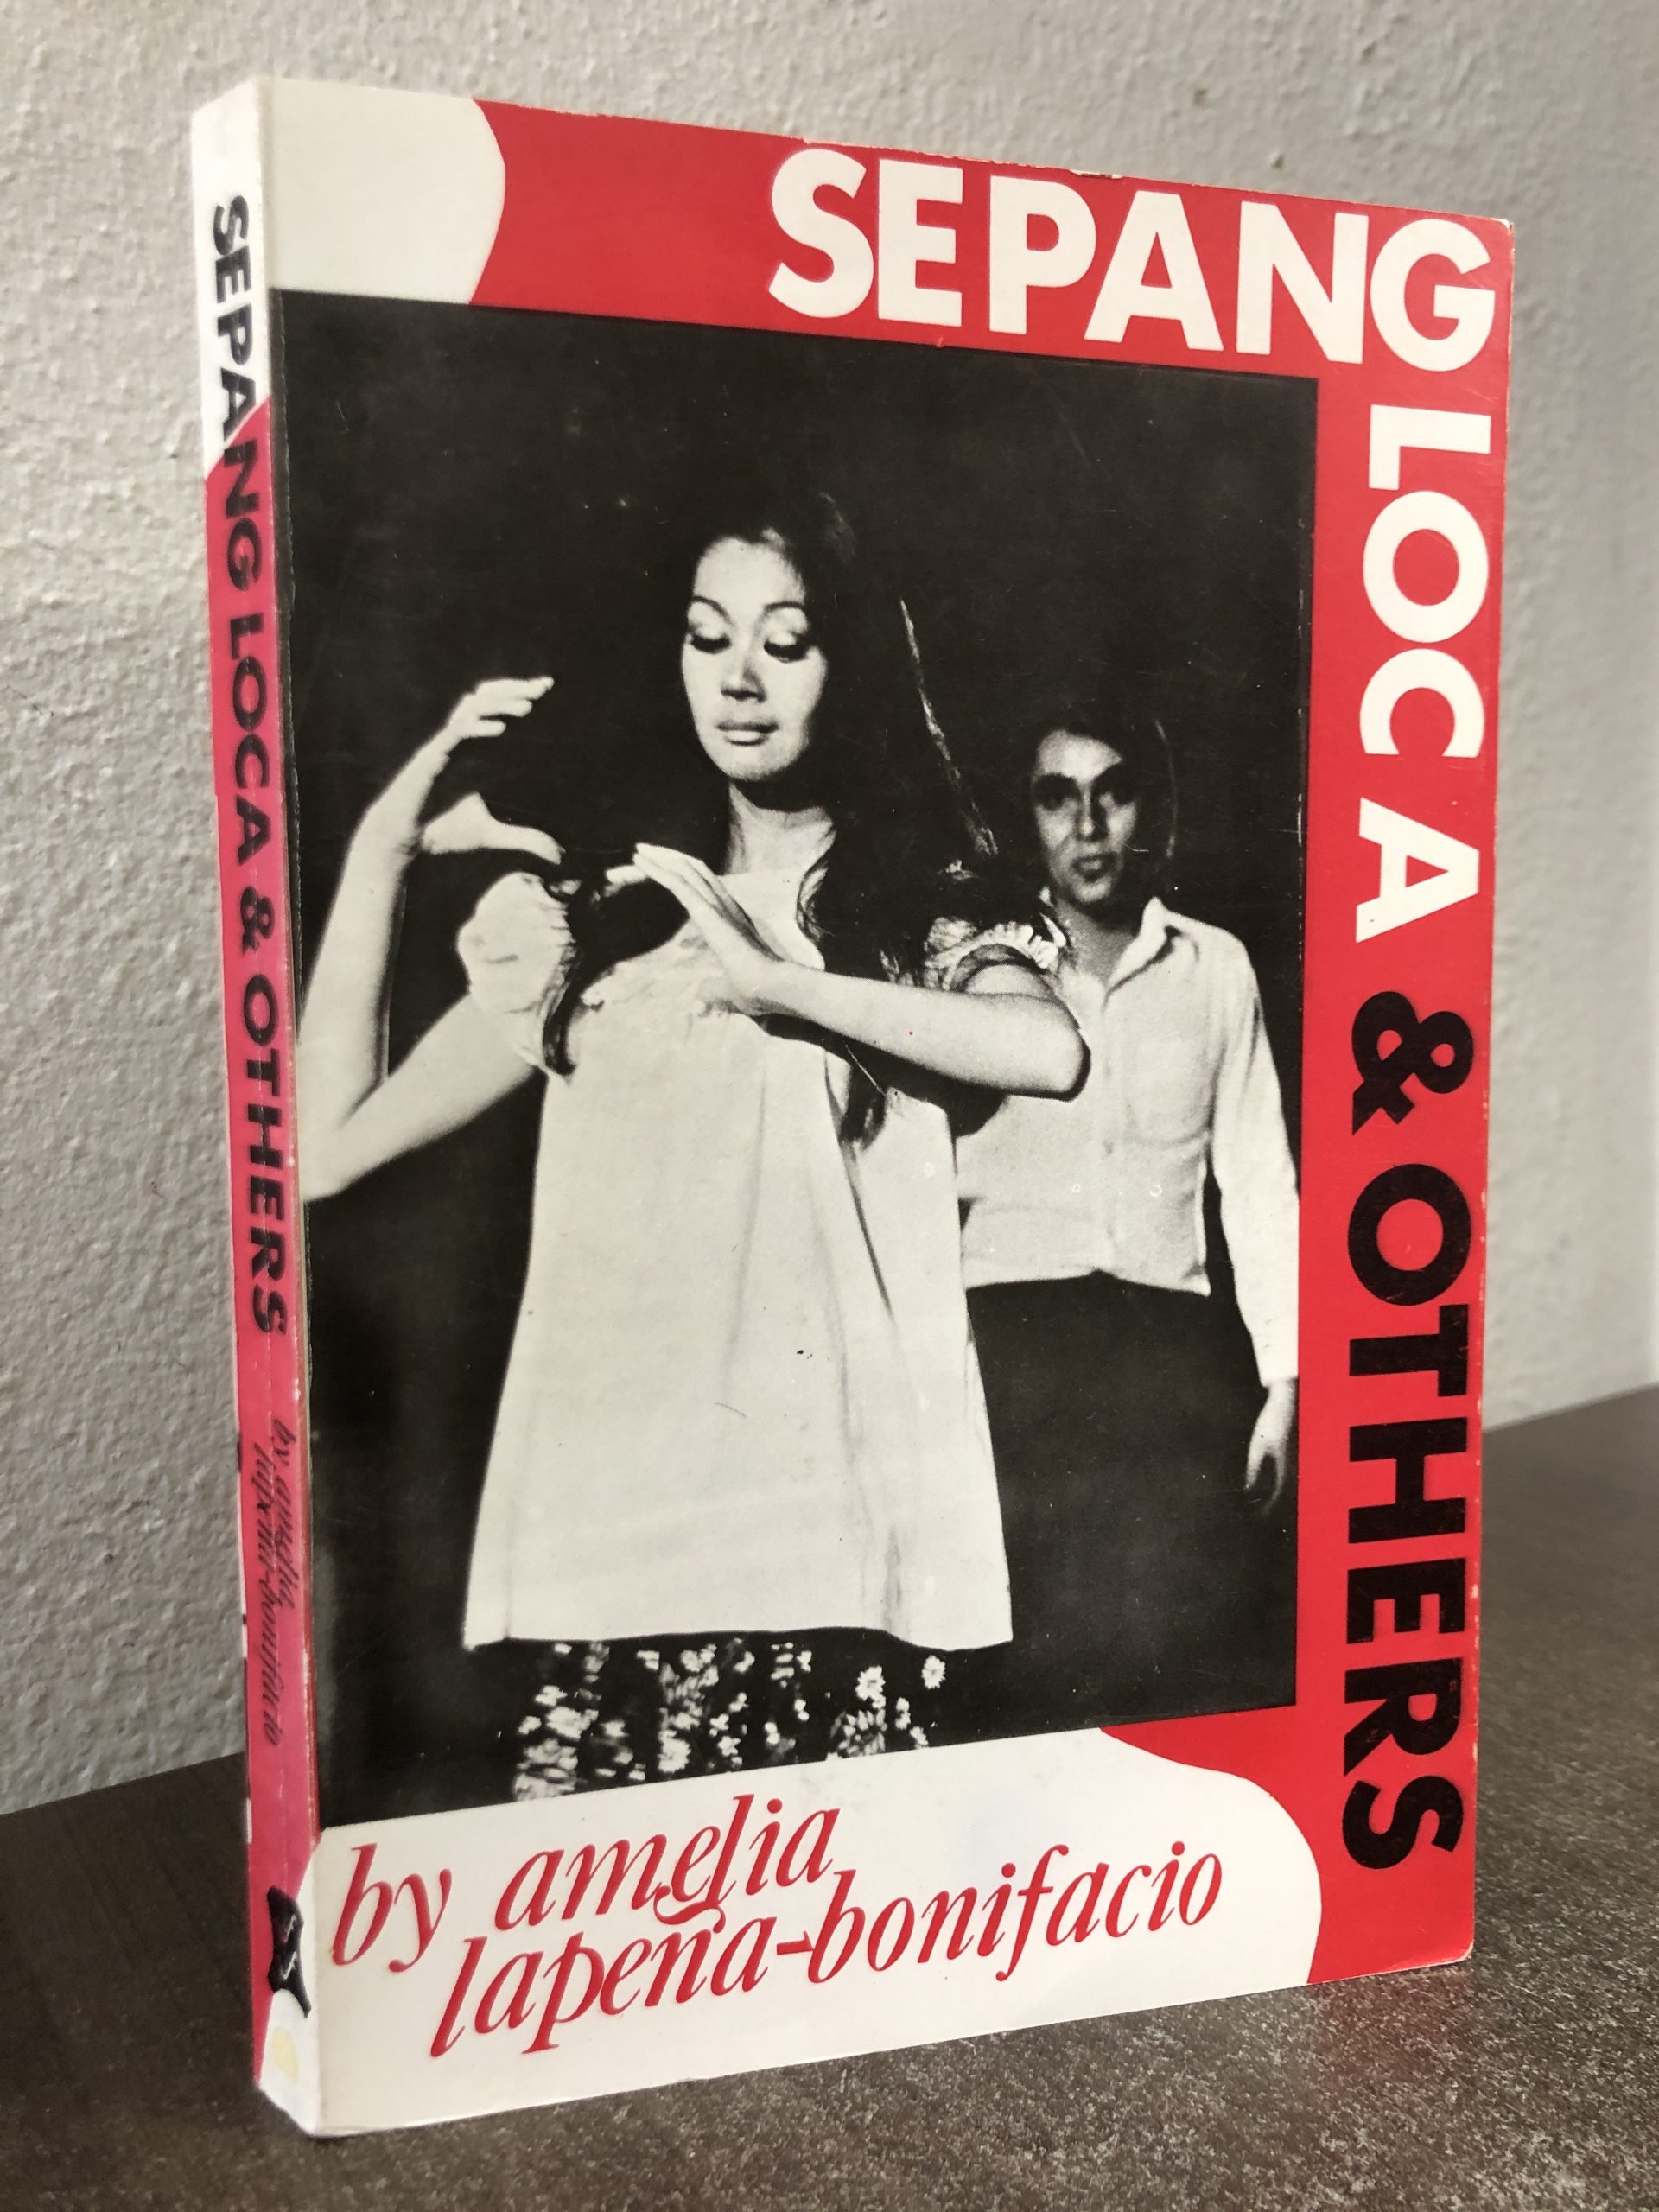 SEPANG LOCA & OTHERS
by amelia
lapeña-bonifacio
SEPANG LOCA & OTHERS
by amelia
lapeña-bonifacio